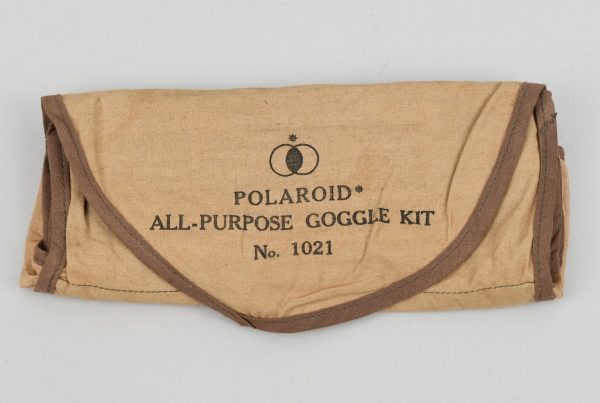 POLAROID*
ALL-PURPOSE GOGGLE KIT
No. 1021